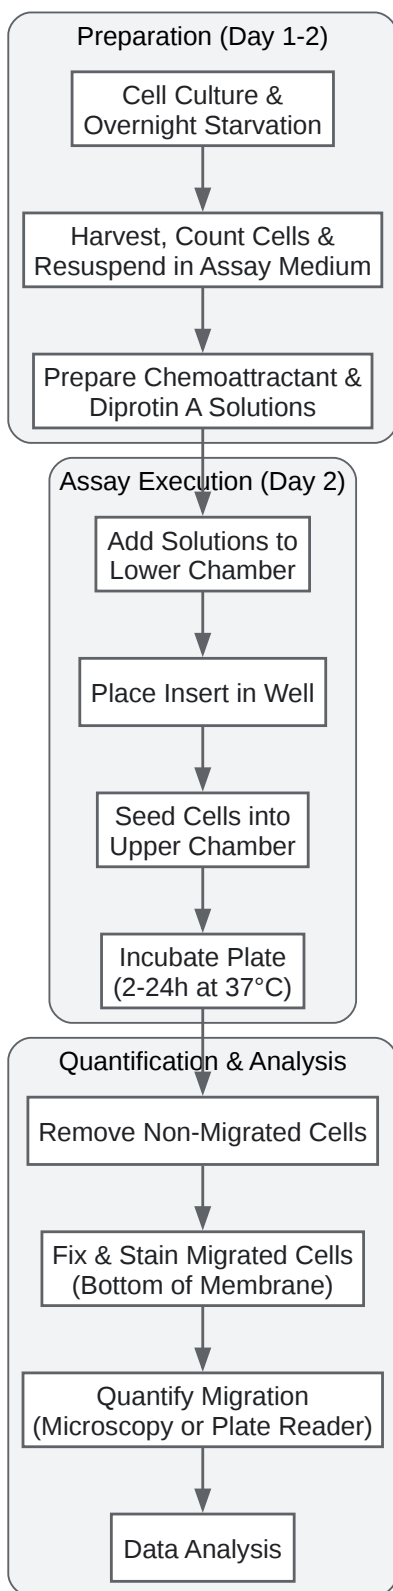 Preparation (Day 1-2)
Cell Culture &
Overnight Starvation
Harvest, Count Cells &
Resuspend in Assay Medium
Prepare Chemoattractant &
Diprotin A Solutions
Assay Execution (Day 2)
Add Solutions to
Lower Chamber
Place Insert in Well
Seed Cells into
Upper Chamber
Incubate Plate
(2-24h at 37°C)
Quantification & Analysis
Remove Non-Migrated Cells
Fix & Stain Migrated Cells
(Bottom of Membrane)
Quantify Migration
(Microscopy or Plate Reader)
Data Analysis